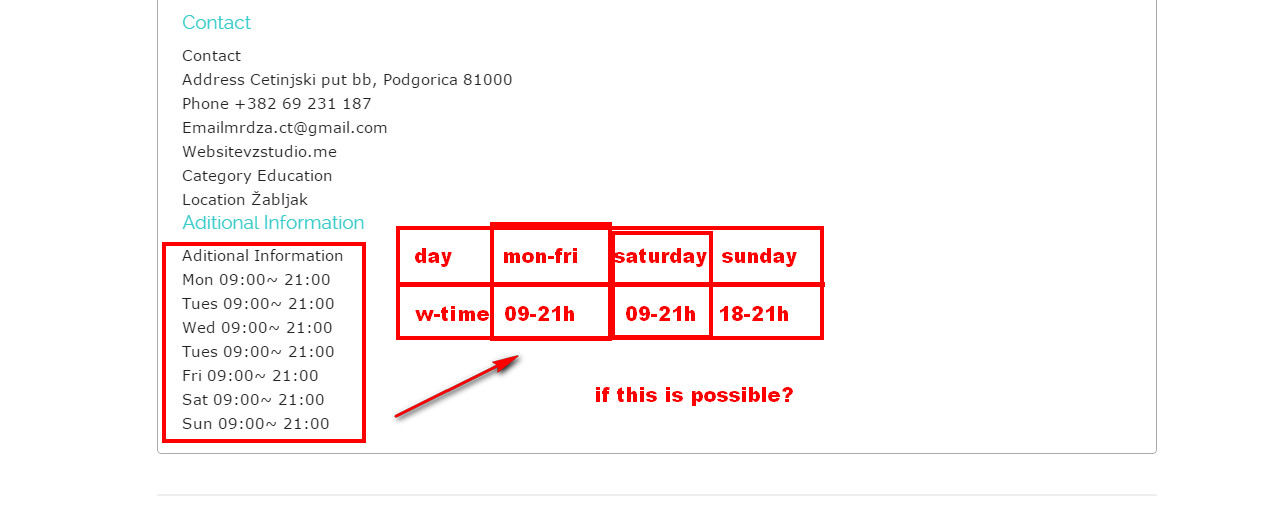 Contact
Contact
Address Cetinjski put bb, Podgorica 81000
Phone +382 69 231 187
Emailmrdza.ct@gmail.com
Websitevzstudio.me
Category Education
Location Žabljak
Aditional Information
Aditional Information
Mon 09:00~ 21:00
Tues 09:00~ 21:00
Wed 09:00~ 21:00
Tues 09:00~ 21:00
Fri 09:00~ 21:00
Sat 09:00~ 21:00
Sun 09:00~ 21:00
day mon-fri saturday sunday
w-time 09-21h 09-21h 18-21h
if this is possible?